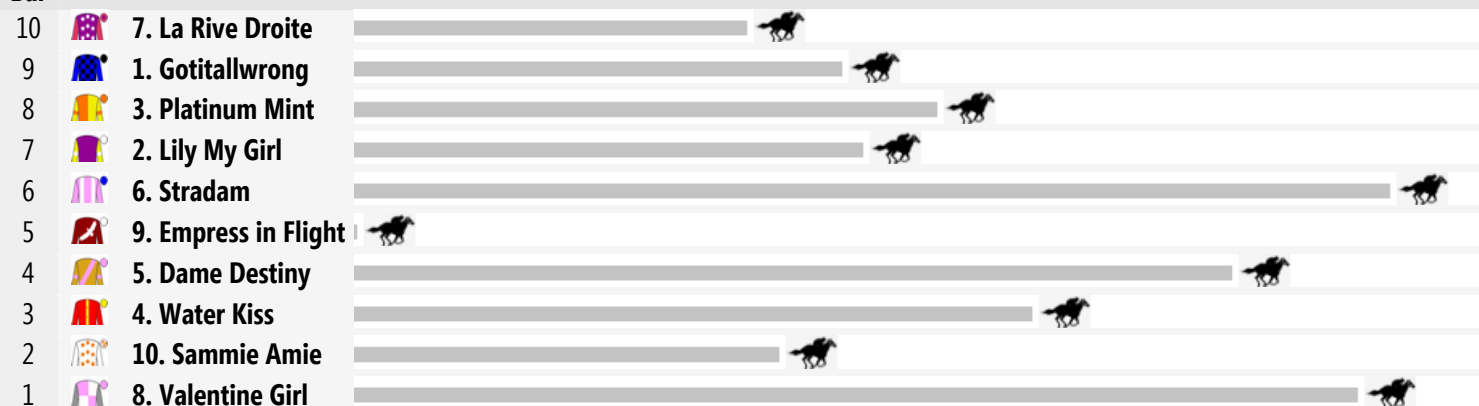 10 7. La Rive Droite
9 1. Gotitallwrong
8 3. Platinum Mint
7 2. Lily My Girl
6 6. Stradam
5 9. Empress in Flight
4 5. Dame Destiny
3 4. Water Kiss
2 10. Sammie Amie
1 8. Valentine Girl